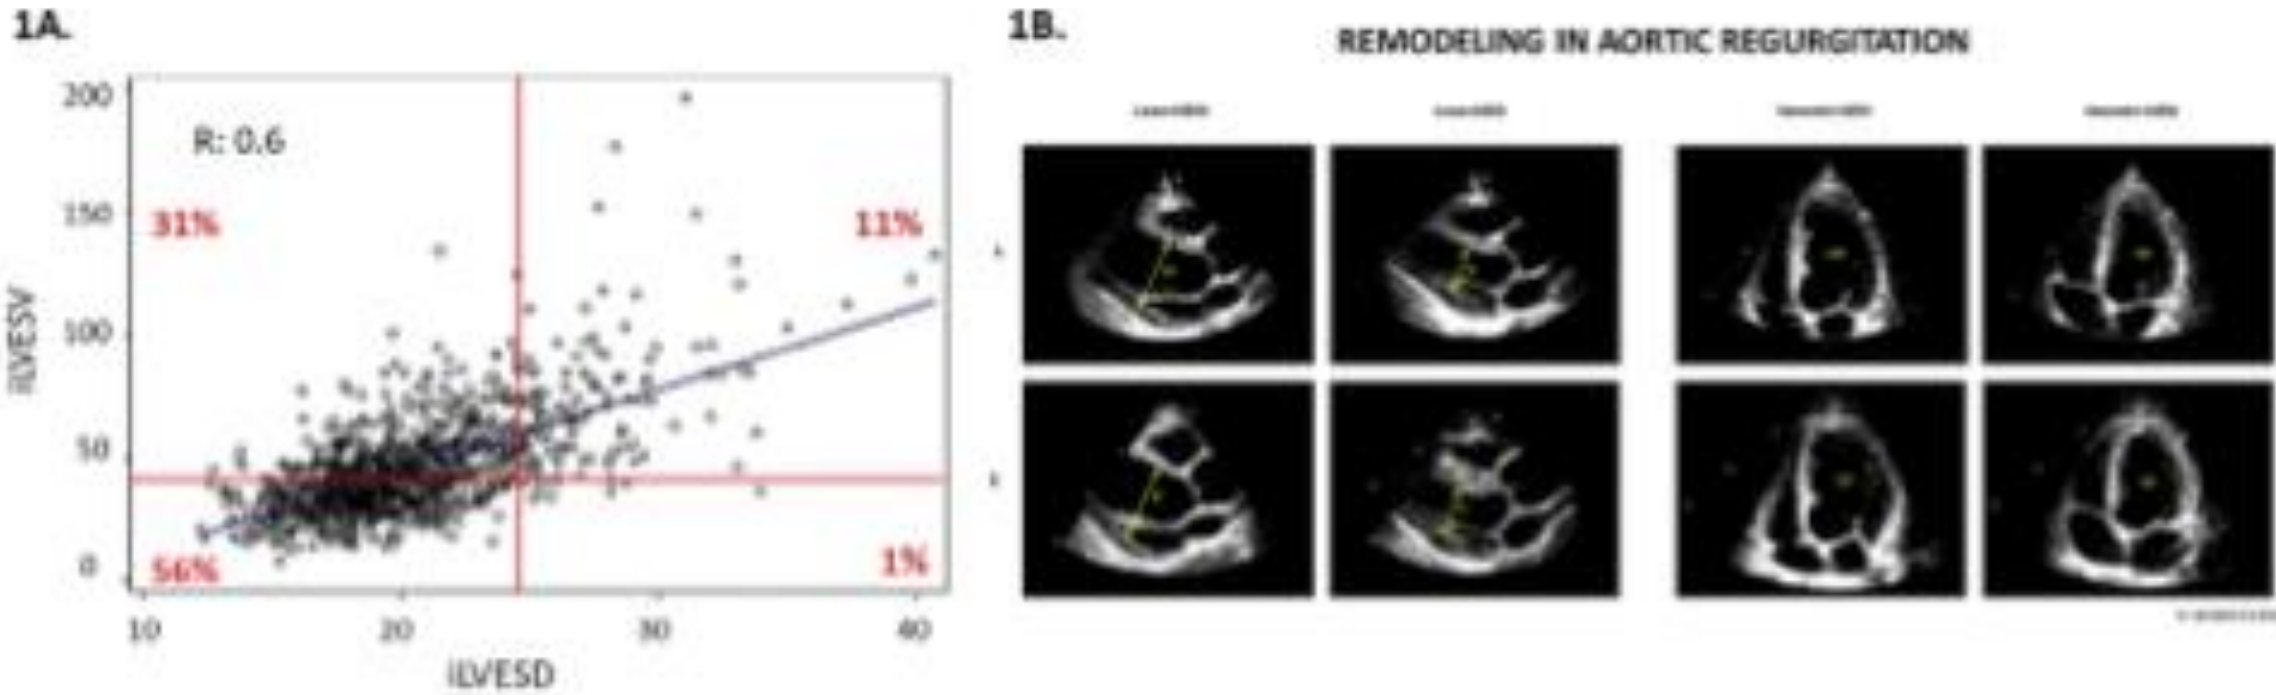 1A.
200
R: 0.6
150
31%
11%
iLVESV
100
50
0
56%
1%
10
20
30
40
iLVESD
1B.
REMODELING IN AORTIC REGURGITATION